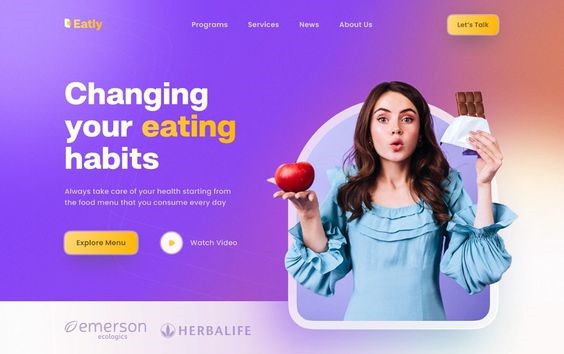 Eatly
Programs
Services
News
About Us
Let's Talk
Changing
your eating
habits
Always take care of your health starting from
the food menu that you consume every day
Explore Menu
Watch Video
emerson
ecologics
HERBALIFE